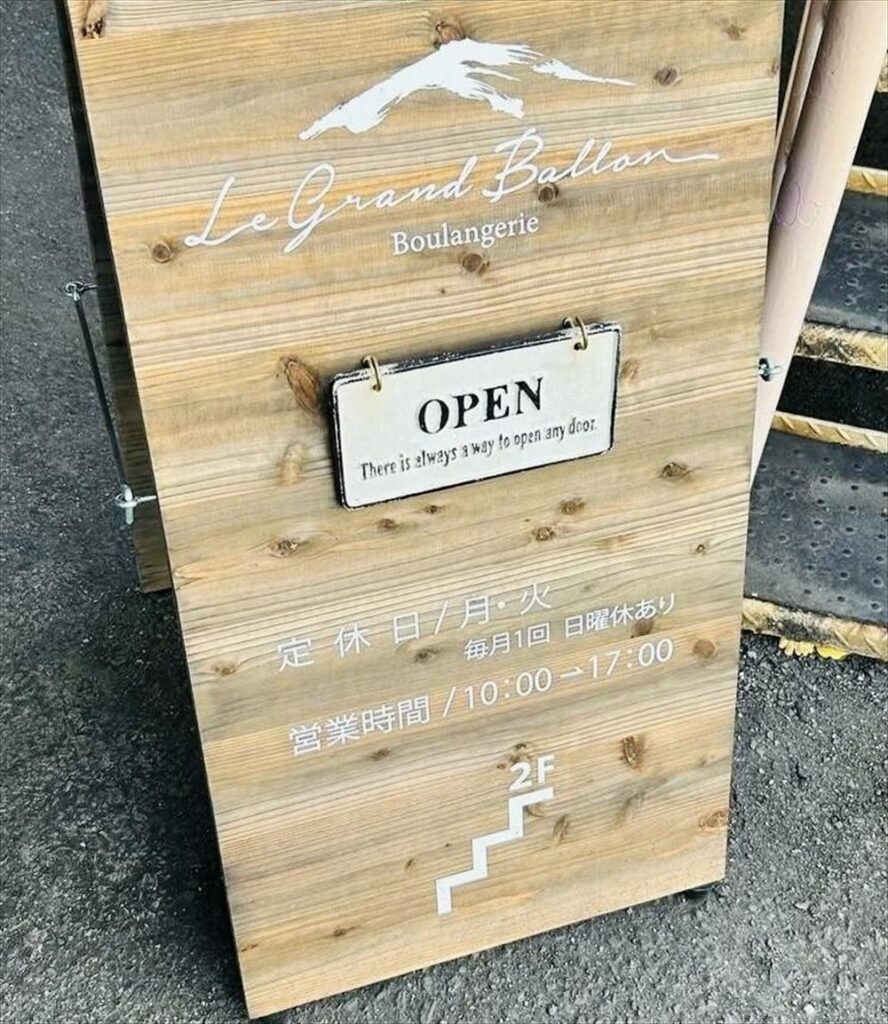 Le Grand Ballon
Boulangerie
OPEN
There is always a way to open any door.
定休日/月・火
毎月1回 日曜休あり
営業時間/10:00→17:00
2F